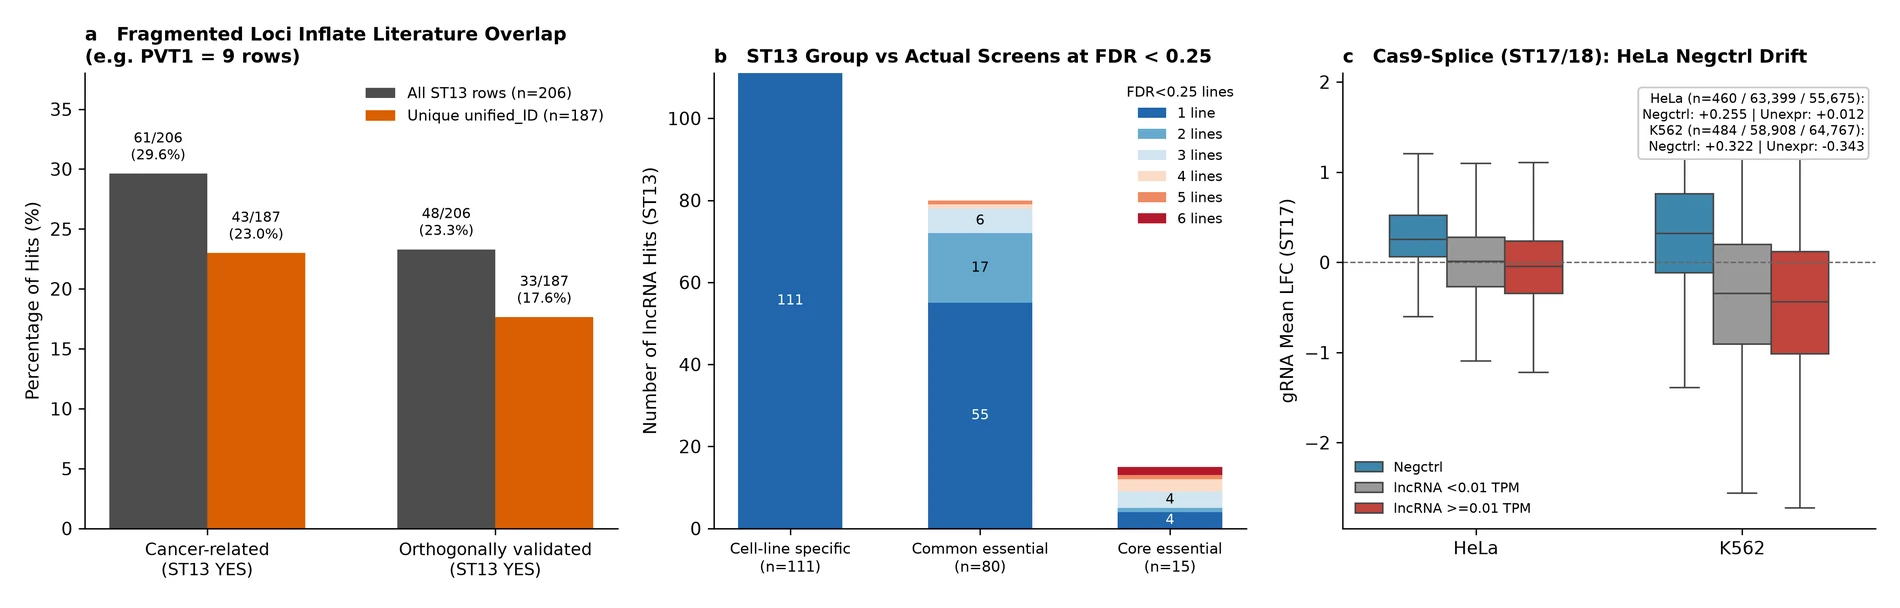 a Fragmented Loci Inflate Literature Overlap
(e.g. PVT1 = 9 rows)
Percentage of Hits (%)
35
30
25
20
15
10
5
0
All ST13 rows (n=206)
Unique unified_ID (n=187)
61/206
(29.6%)
43/187
(23.0%)
48/206
(23.3%)
33/187
(17.6%)
Cancer-related
(ST13 YES)
Orthogonally validated
(ST13 YES)
b ST13 Group vs Actual Screens at FDR < 0.25
Number of lncRNA Hits (ST13)
100
80
60
40
20
0
FDR<0.25 lines
1 line
2 lines
3 lines
4 lines
5 lines
6 lines
111
6
17
55
4
4
Cell-line specific
(n=111)
Common essential
(n=80)
Core essential
(n=15)
c Cas9-Splice (ST17/18): HeLa Negctrl Drift
gRNA Mean LFC (ST17)
2
1
0
−1
−2
HeLa (n=460 / 63,399 / 55,675):
Negctrl: +0.255 | Unexpr: +0.012
K562 (n=484 / 58,908 / 64,767):
Negctrl: +0.322 | Unexpr: -0.343
Negctrl
lncRNA <0.01 TPM
lncRNA >=0.01 TPM
HeLa
K562